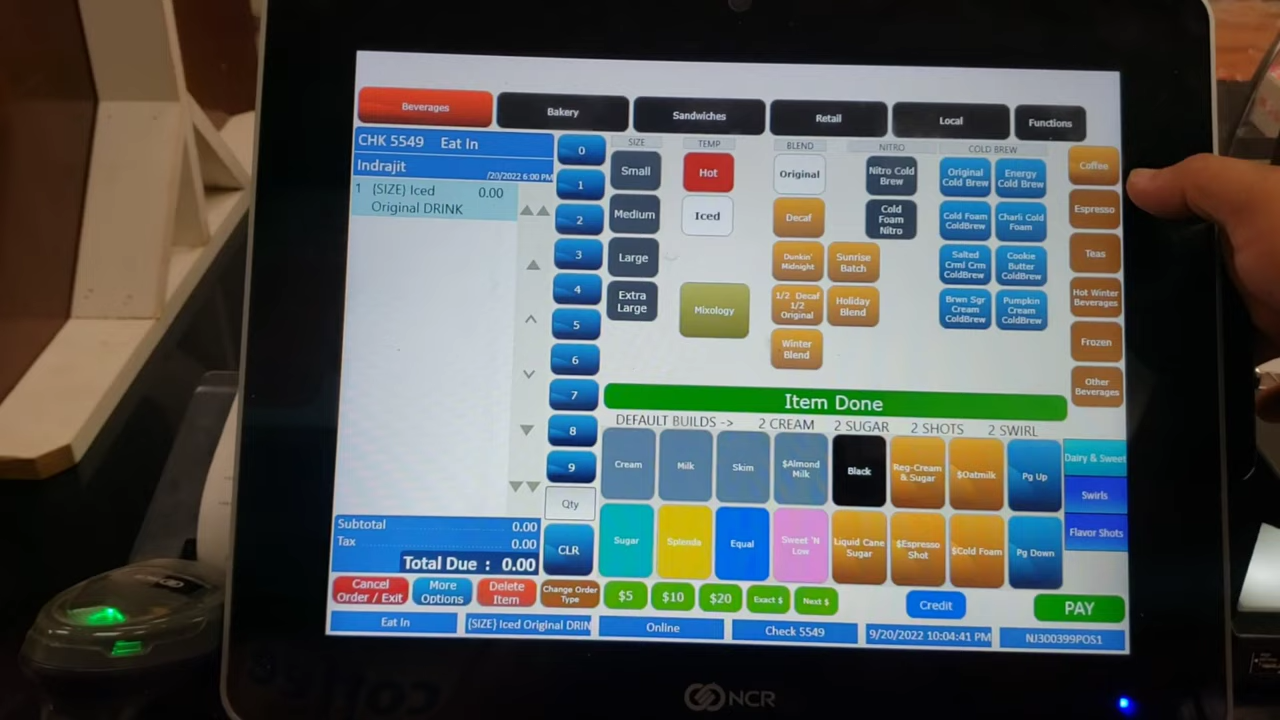 Beverages
Bakery
Sandwiches
Retail
Local
Functions
CHK 5549 Eat In
Indrajit
/20/2022 6:00 PM
1 (SIZE) Iced 0.00
Original DRINK
0
1
2
3
4
5
6
7
8
9
Qty
CLR
SIZE
Small
Medium
Large
Extra
Large
TEMP
Hot
Iced
Mixology
BLEND
Original
Decaf
Dunkin'
Midnight
Sunrise
Batch
1/2 Decaf
1/2
Original
Holiday
Blend
Winter
Blend
NITRO
Nitro Cold
Brew
Cold
Foam
Nitro
COLD BREW
Original
Cold Brew
Energy
Cold Brew
Cold Foam
ColdBrew
Charli Cold
Foam
Salted
Crml Crm
ColdBrew
Cookie
Butter
ColdBrew
Brwn Sgr
Cream
ColdBrew
Pumpkin
Cream
ColdBrew
Coffee
Espresso
Teas
Hot Winter
Beverages
Frozen
Other
Beverages
Item Done
DEFAULT BUILDS -> 2 CREAM 2 SUGAR 2 SHOTS 2 SWIRL
Cream
Milk
Skim
$Almond
Milk
Black
Reg-Cream
& Sugar
$Oatmilk
Pg Up
Dairy & Sweet
Swirls
Flavor Shots
Sugar
Splenda
Equal
Sweet 'N
Low
Liquid Cane
Sugar
$Espresso
Shot
$Cold Foam
Pg Down
Subtotal 0.00
Tax 0.00
Total Due : 0.00
Cancel
Order / Exit
More
Options
Delete
Item
Change Order
Type
$5
$10
$20
Exact $
Next $
Credit
PAY
Eat In
(SIZE) Iced Original DRIN
Online
Check 5549
9/20/2022 10:04:41 PM
NJ300399POS1
NCR